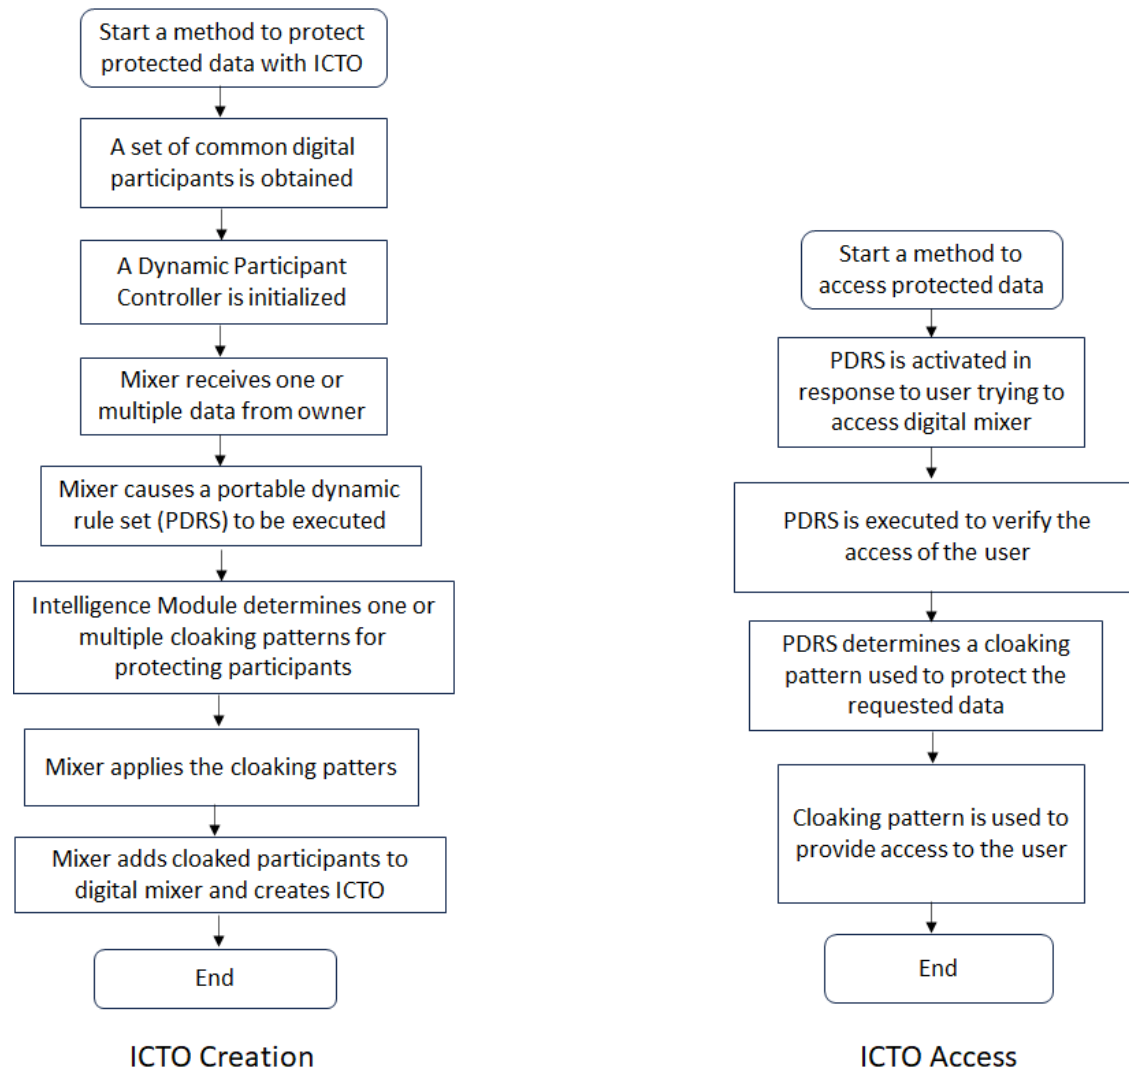 Start a method to protect
protected data with ICTO
A set of common digital
participants is obtained
A Dynamic Participant
Controller is initialized
Mixer receives one or
multiple data from owner
Mixer causes a portable dynamic
rule set (PDRS) to be executed
Intelligence Module determines one or
multiple cloaking patterns for
protecting participants
Mixer applies the cloaking patters
Mixer adds cloaked participants to
digital mixer and creates ICTO
End
ICTO Creation
Start a method to
access protected data
PDRS is activated in
response to user trying to
access digital mixer
PDRS is executed to verify the
access of the user
PDRS determines a cloaking
pattern used to protect the
requested data
Cloaking pattern is used to
provide access to the user
End
ICTO Access